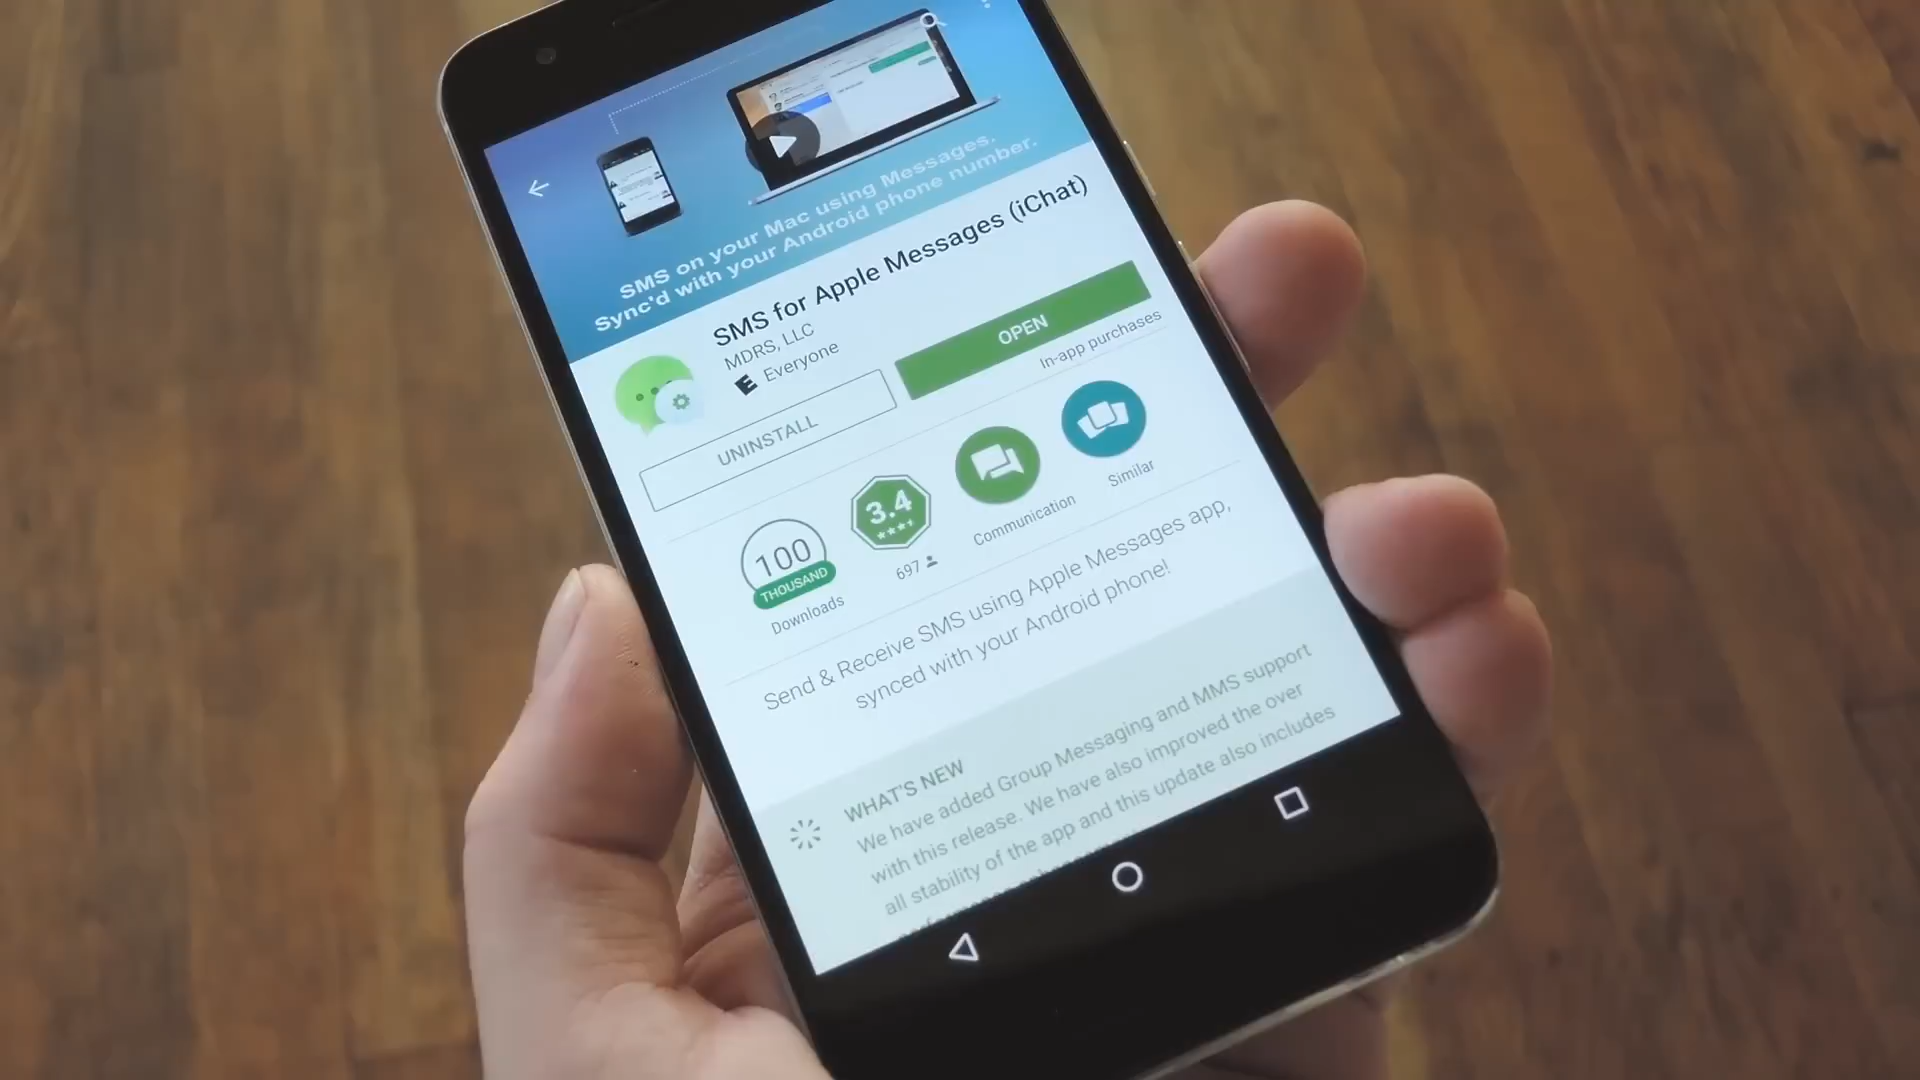 SMS on your Mac using Messages.
Sync'd with your Android phone number.
SMS for Apple Messages (iChat)
MDRS, LLC
E Everyone
UNINSTALL
OPEN
In-app purchases
100
THOUSAND
Downloads
3.4
697
Communication
Similar
Send & Receive SMS using Apple Messages app,
synced with your Android phone!
WHAT'S NEW
We have added Group Messaging and MMS support
with this release. We have also improved the over
all stability of the app and this update also includes